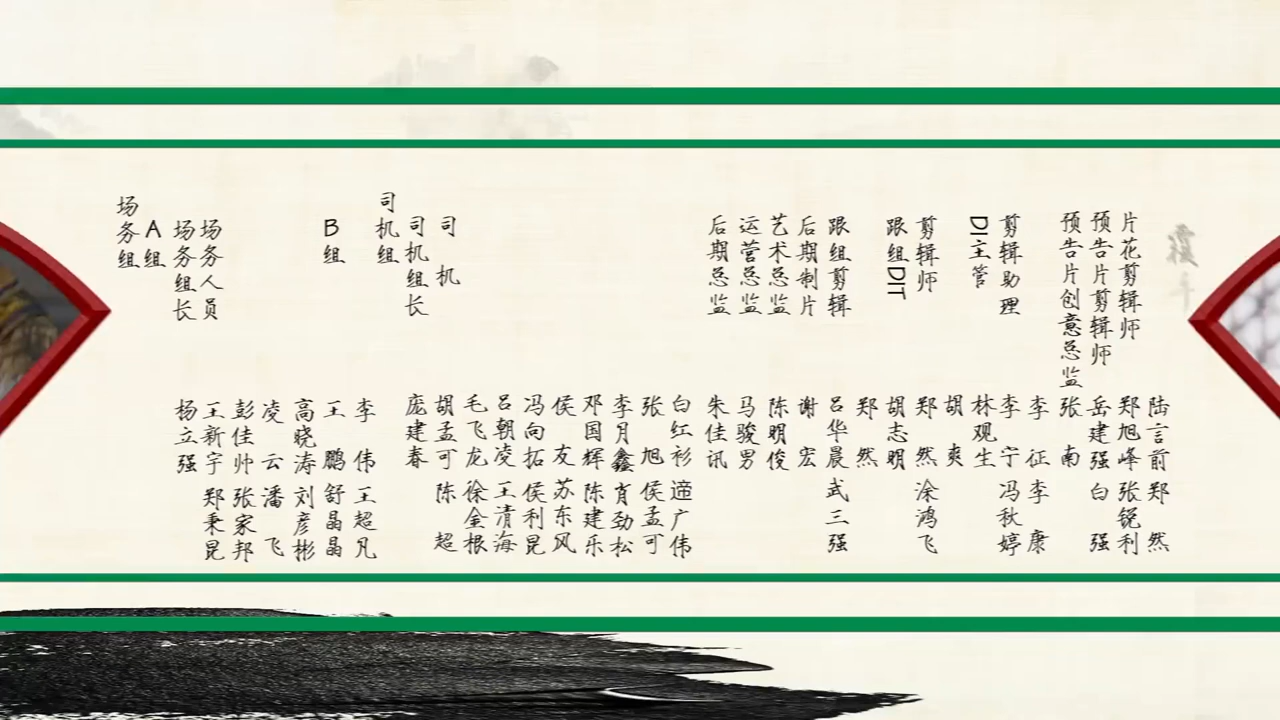 场务组
A组
场务组长 杨立强
场务人员 王新宇 郑秉昆
彭佳帅 张家邦
凌云 潘飞
高晓涛 刘彦彬
B组 王鹏 舒晶晶
李伟 王超凡
司机组
司机组长 庞建春
司机 胡孟可 陈超
毛飞龙 徐金根
吕朝凌 王清海
冯向拓 侯利昆
侯友 苏东风
邓国辉 陈建乐
李月鑫 肖劲松
张旭 侯孟可
白红衫 遆广伟
后期总监 朱佳讯
运营总监 马骏男
艺术总监 陈明俊
后期制片 谢宏
跟组剪辑 吕华晨 武三强
郑然
跟组DIT 胡志明
剪辑师 郑然 涂鸿飞
胡爽
DI主管 林观生
剪辑助理 李宁 冯秋婷
李征 李康
预告片创意总监 张南
预告片剪辑师 岳建强 白强
片花剪辑师 郑旭峰 张锐利
陆言前 郑然